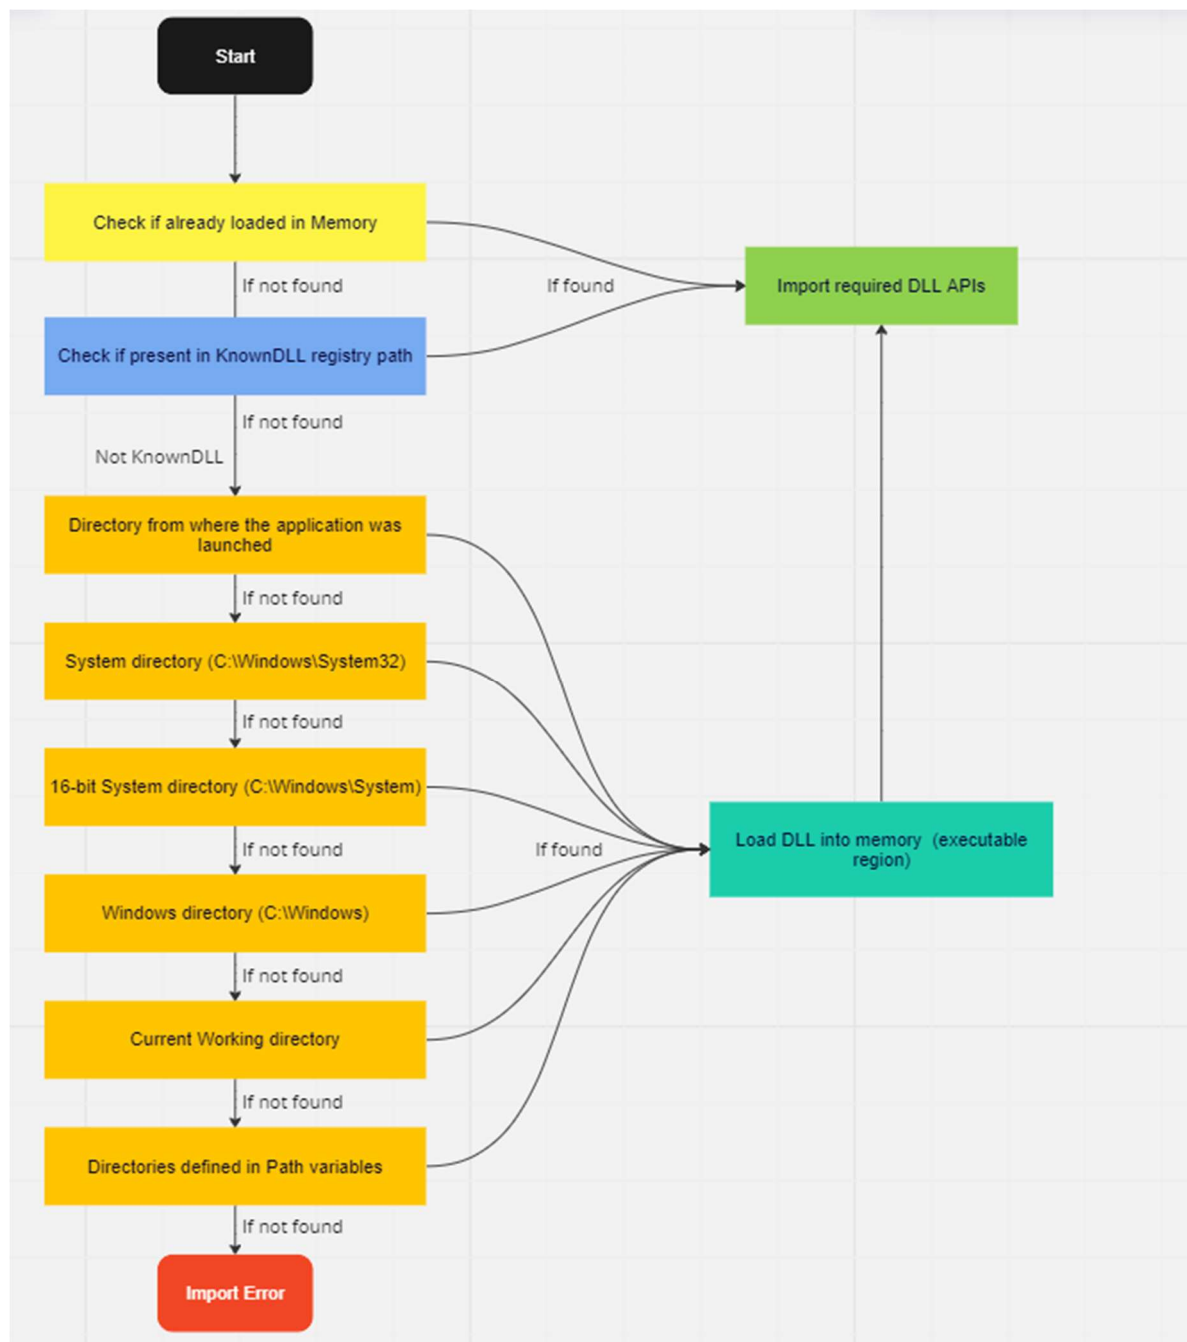 Start
Check if already loaded in Memory
If not found
If found
Import required DLL APIs
Check if present in KnownDLL registry path
If not found
Not KnownDLL
Directory from where the application was
launched
If not found
System directory (C:\Windows\System32)
If not found
16-bit System directory (C:\Windows\System)
If not found
If found
Load DLL into memory (executable
region)
Windows directory (C:\Windows)
If not found
Current Working directory
If not found
Directories defined in Path variables
If not found
Import Error